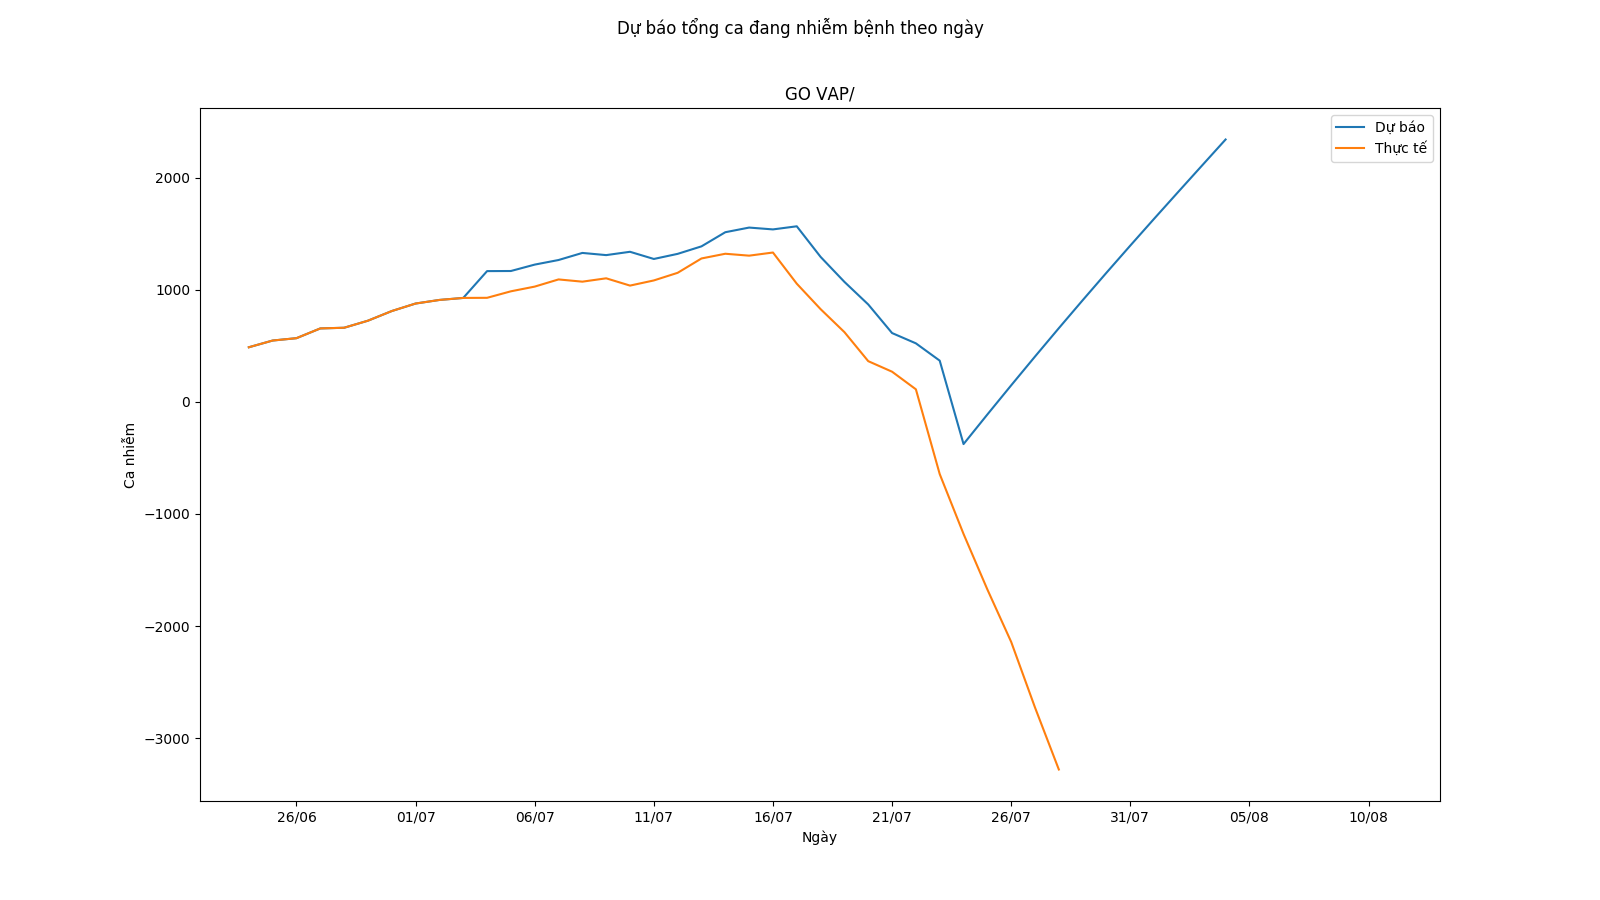 Dự báo tổng ca đang nhiễm bệnh theo ngày
GO VAP/
Dự báo
Thực tế
2000
1000
0
−1000
−2000
−3000
Ca nhiễm
26/06 01/07 06/07 11/07 16/07 21/07 26/07 31/07 05/08 10/08
Ngày